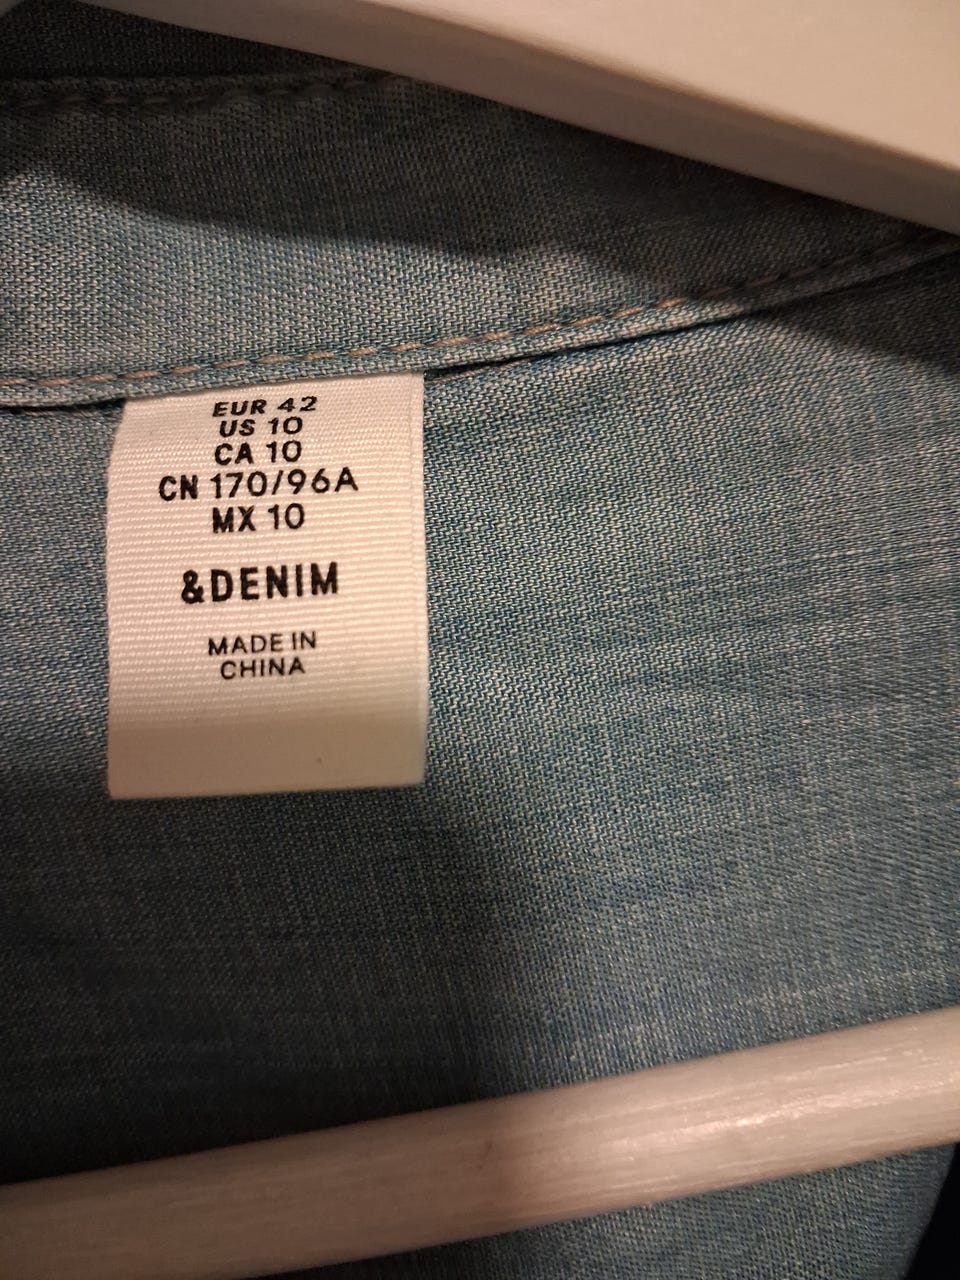 EUR 42
US 10
CA 10
CN 170/96A
MX 10
&DENIM
MADE IN
CHINA